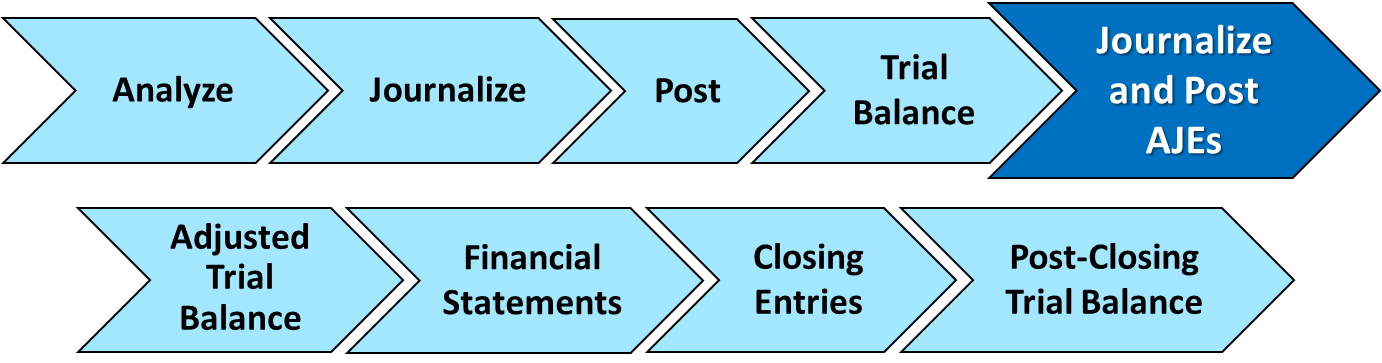 Analyze
Journalize
Post
Trial
Balance
Journalize
and Post
AJEs
Adjusted
Trial
Balance
Financial
Statements
Closing
Entries
Post-Closing
Trial Balance